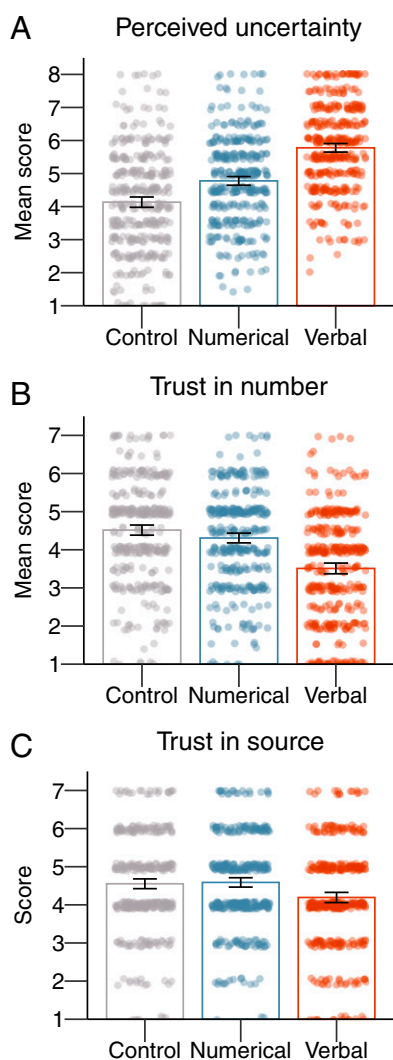 A Perceived uncertainty
8
7
6
5
4
3
2
1
Mean score
Control Numerical Verbal
B Trust in number
7
6
5
4
3
2
1
Mean score
Control Numerical Verbal
C Trust in source
7
6
5
4
3
2
1
Score
Control Numerical Verbal